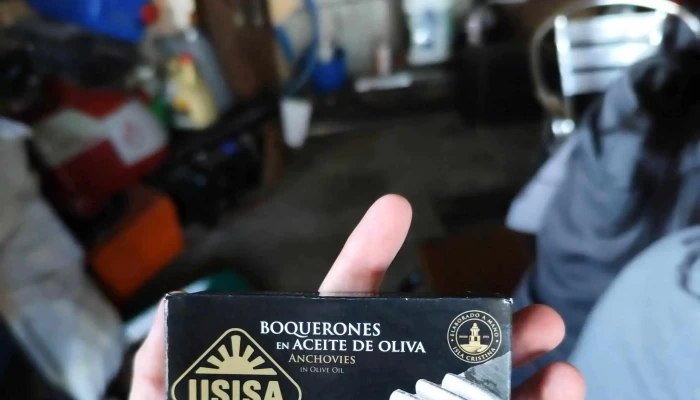 BOQUERONES
EN ACEITE DE OLIVA
ANCHOVIES
IN OLIVE OIL
ELABORADO A MANO
ISLA CRISTINA
USISA